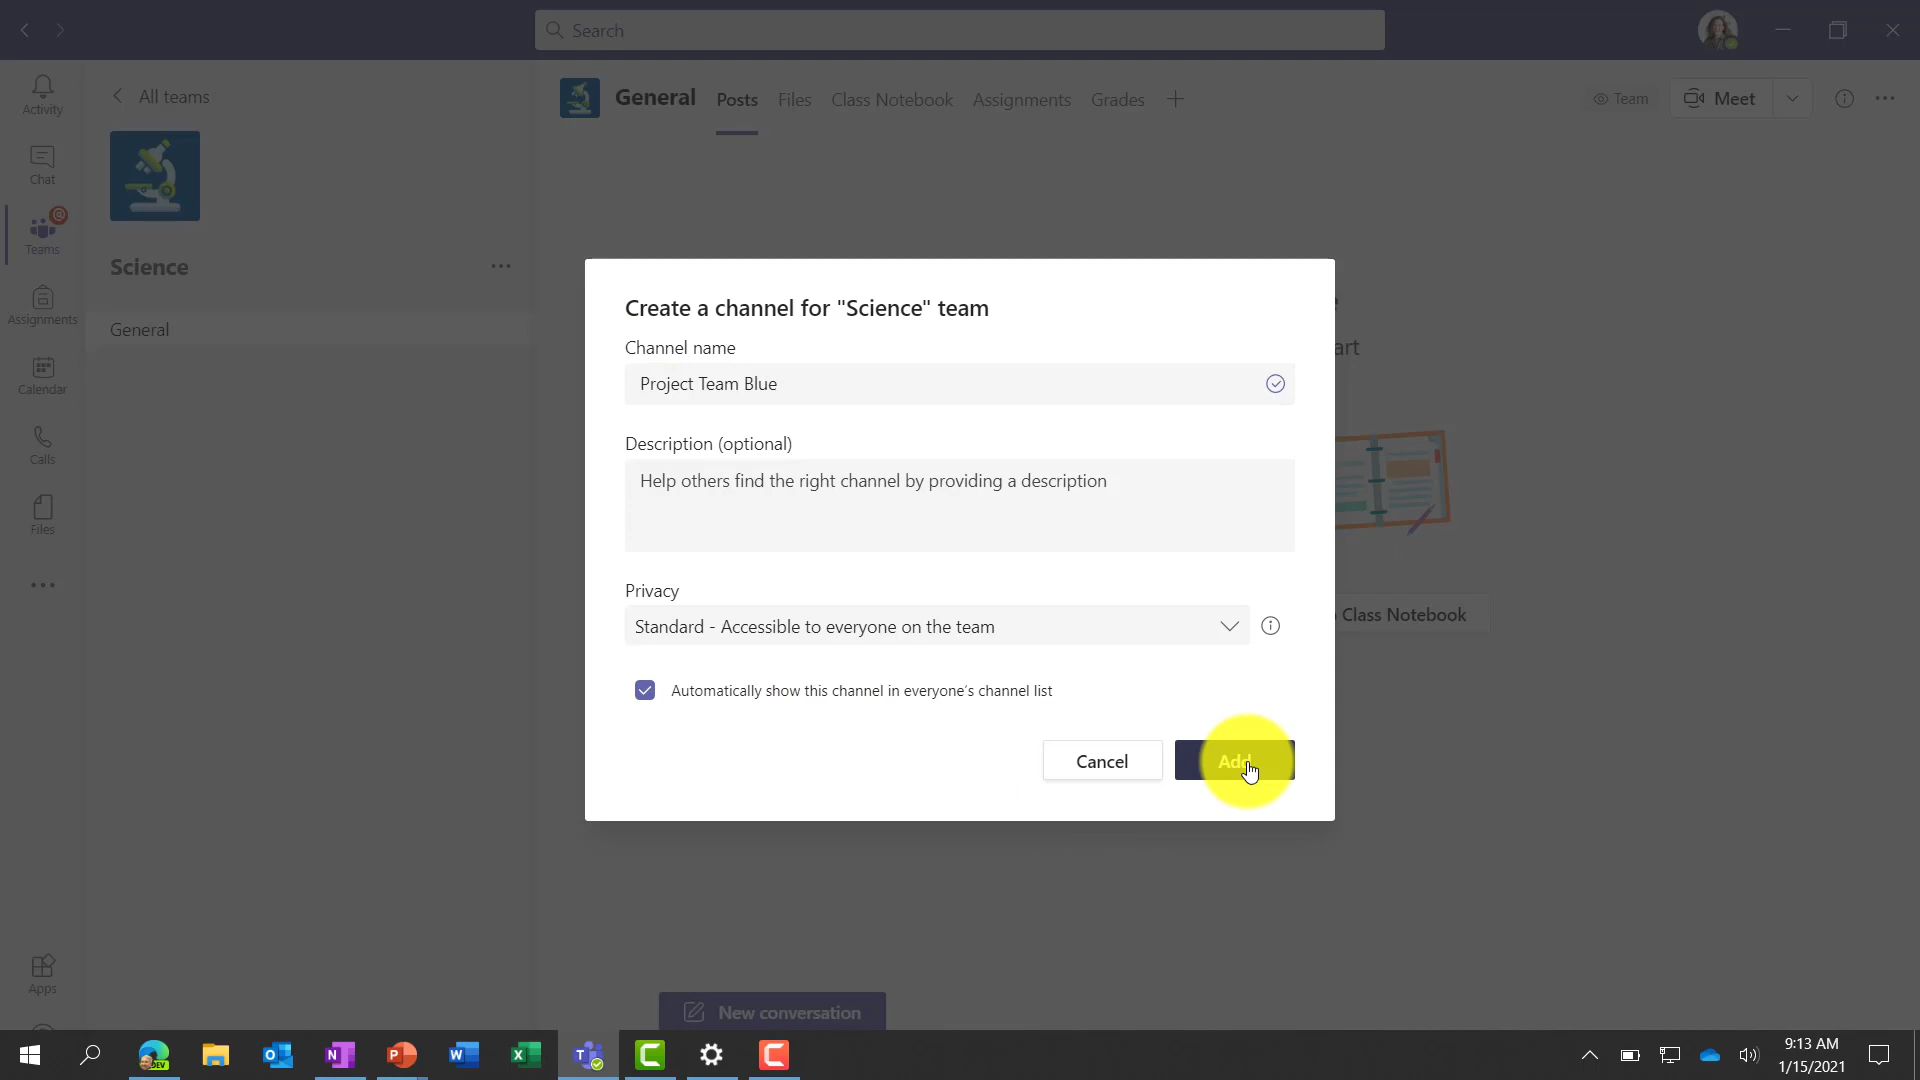 Search
Activity
Chat
@
Teams
Assignments
Calendar
Calls
Files
Apps
All teams
Science
General
General
Posts
Files
Class Notebook
Assignments
Grades
Team
Meet
art
Class Notebook
New conversation
Create a channel for "Science" team
Channel name
Project Team Blue
Description (optional)
Help others find the right channel by providing a description
Privacy
Standard - Accessible to everyone on the team
Automatically show this channel in everyone's channel list
Cancel
Add
DEV
O
N
P
W
X
T
9:13 AM
1/15/2021